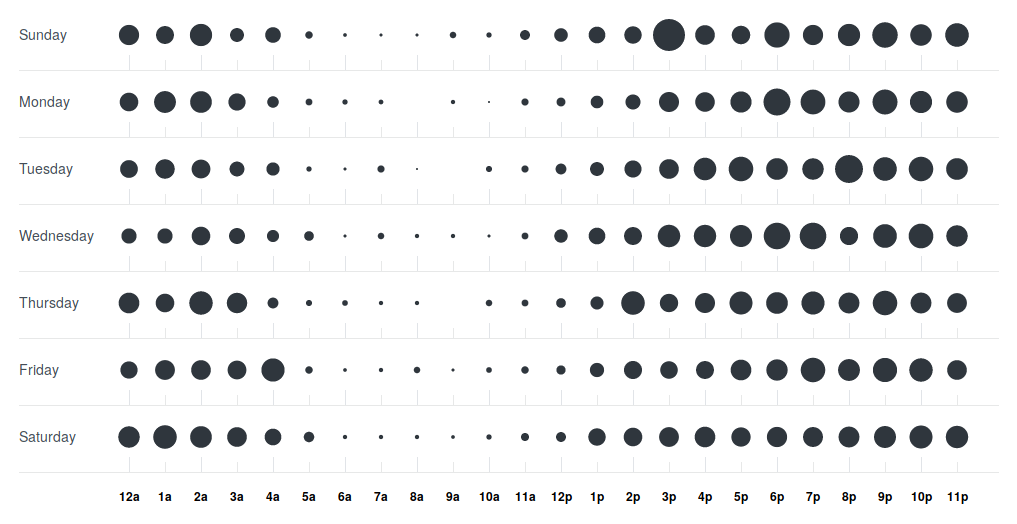 Sunday
Monday
Tuesday
Wednesday
Thursday
Friday
Saturday
12a 1a 2a 3a 4a 5a 6a 7a 8a 9a 10a 11a 12p 1p 2p 3p 4p 5p 6p 7p 8p 9p 10p 11p